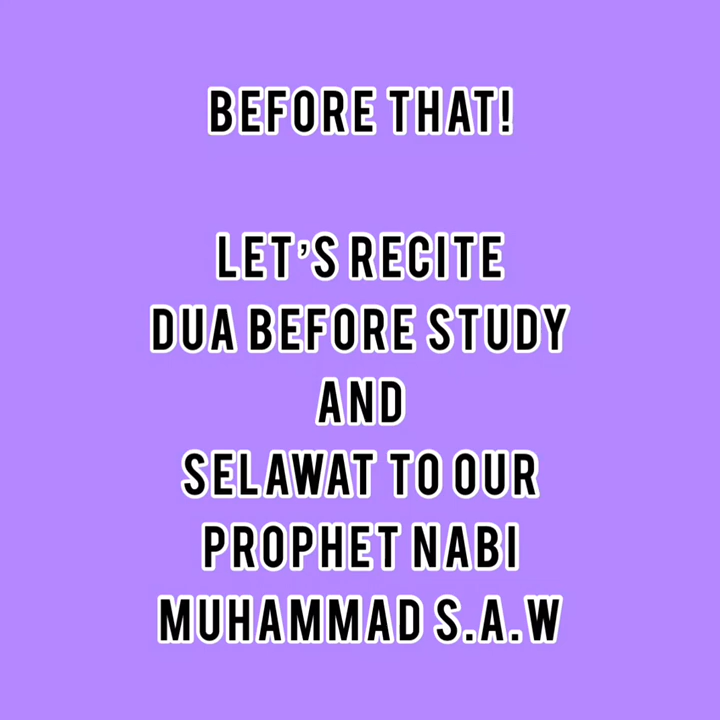 BEFORE THAT!
LET'S RECITE
DUA BEFORE STUDY
AND
SELAWAT TO OUR
PROPHET NABI
MUHAMMAD S.A.W